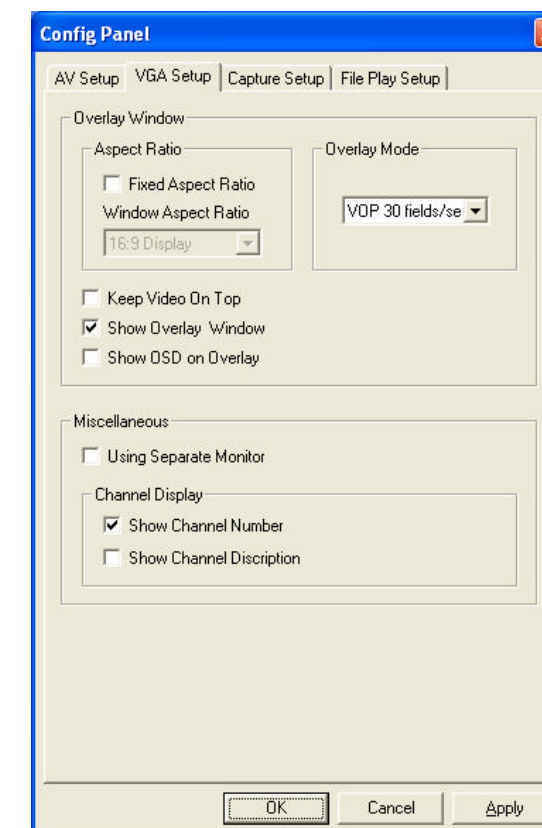 Config Panel
AV Setup VGA Setup Capture Setup File Play Setup
Overlay Window
Aspect Ratio
Fixed Aspect Ratio
Window Aspect Ratio
16:9 Display
Overlay Mode
VOP 30 fields/se
Keep Video On Top
Show Overlay Window
Show OSD on Overlay
Miscellaneous
Using Separate Monitor
Channel Display
Show Channel Number
Show Channel Discription
OK Cancel Apply